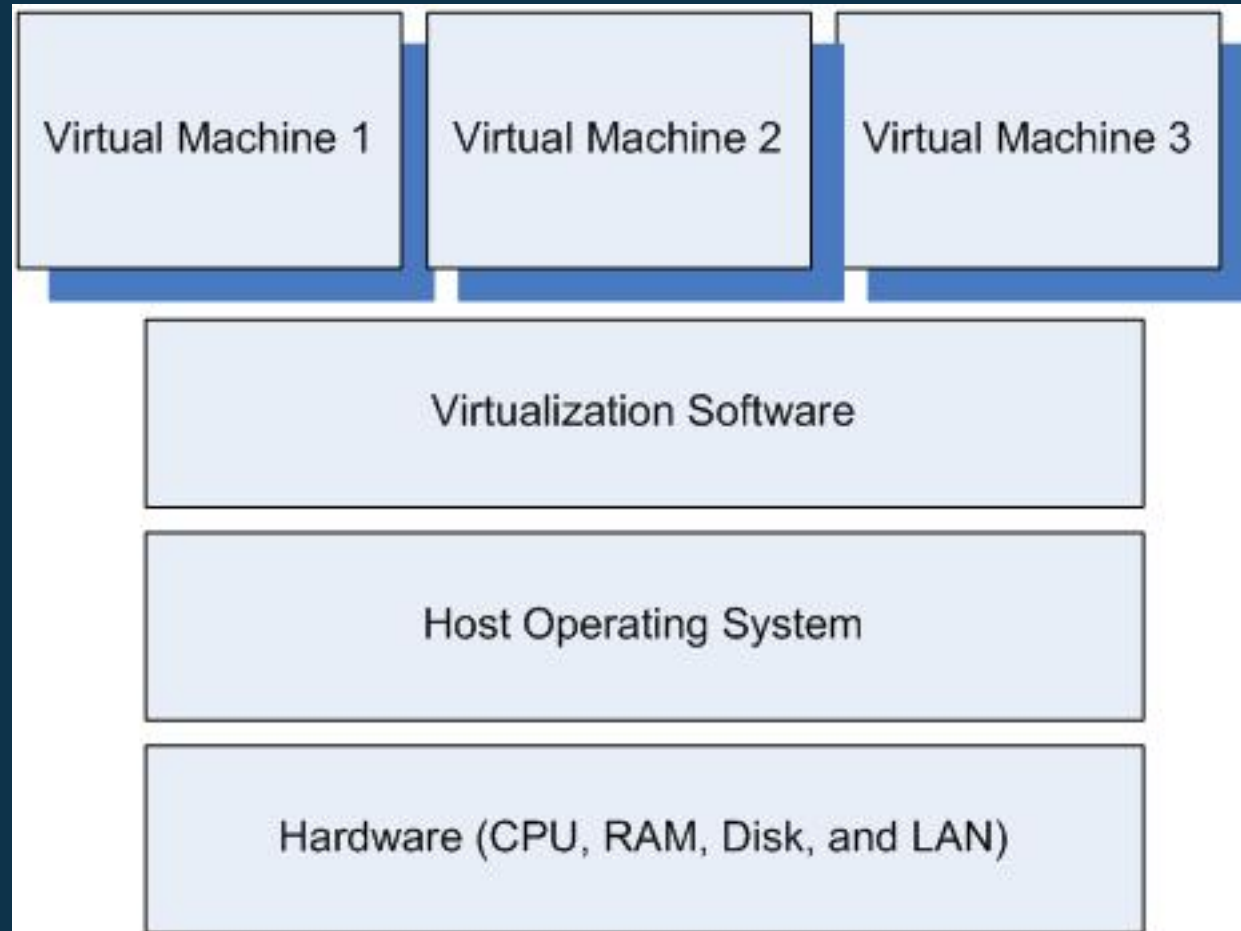 Virtual Machine 1
Virtual Machine 2
Virtual Machine 3
Virtualization Software
Host Operating System
Hardware (CPU, RAM, Disk, and LAN)